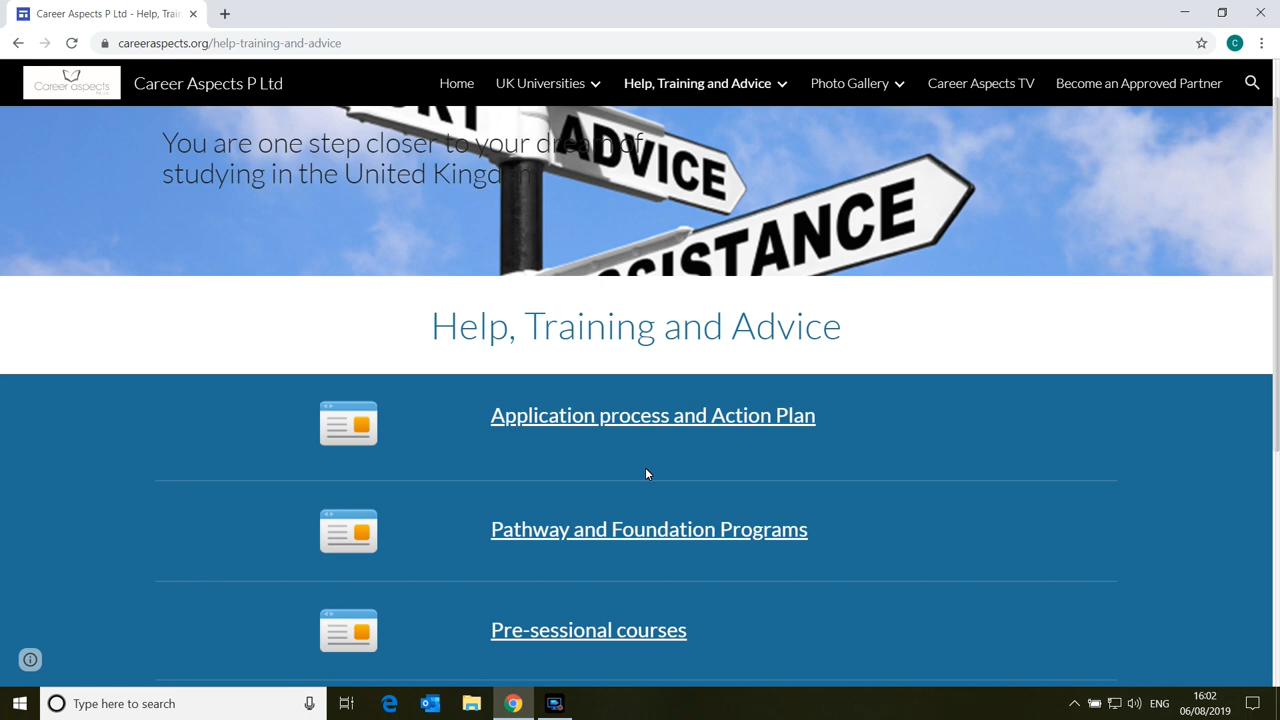 Career Aspects P Ltd - Help, Train
careeraspects.org/help-training-and-advice
C
Career aspects
Career Aspects P Ltd
Home
UK Universities
Help, Training and Advice
Photo Gallery
Career Aspects TV
Become an Approved Partner
You are one step closer to your dream of
studying in the United Kingdom
ADVICE
Help, Training and Advice
Application process and Action Plan
Pathway and Foundation Programs
Pre-sessional courses
Type here to search
ENG
16:02
06/08/2019